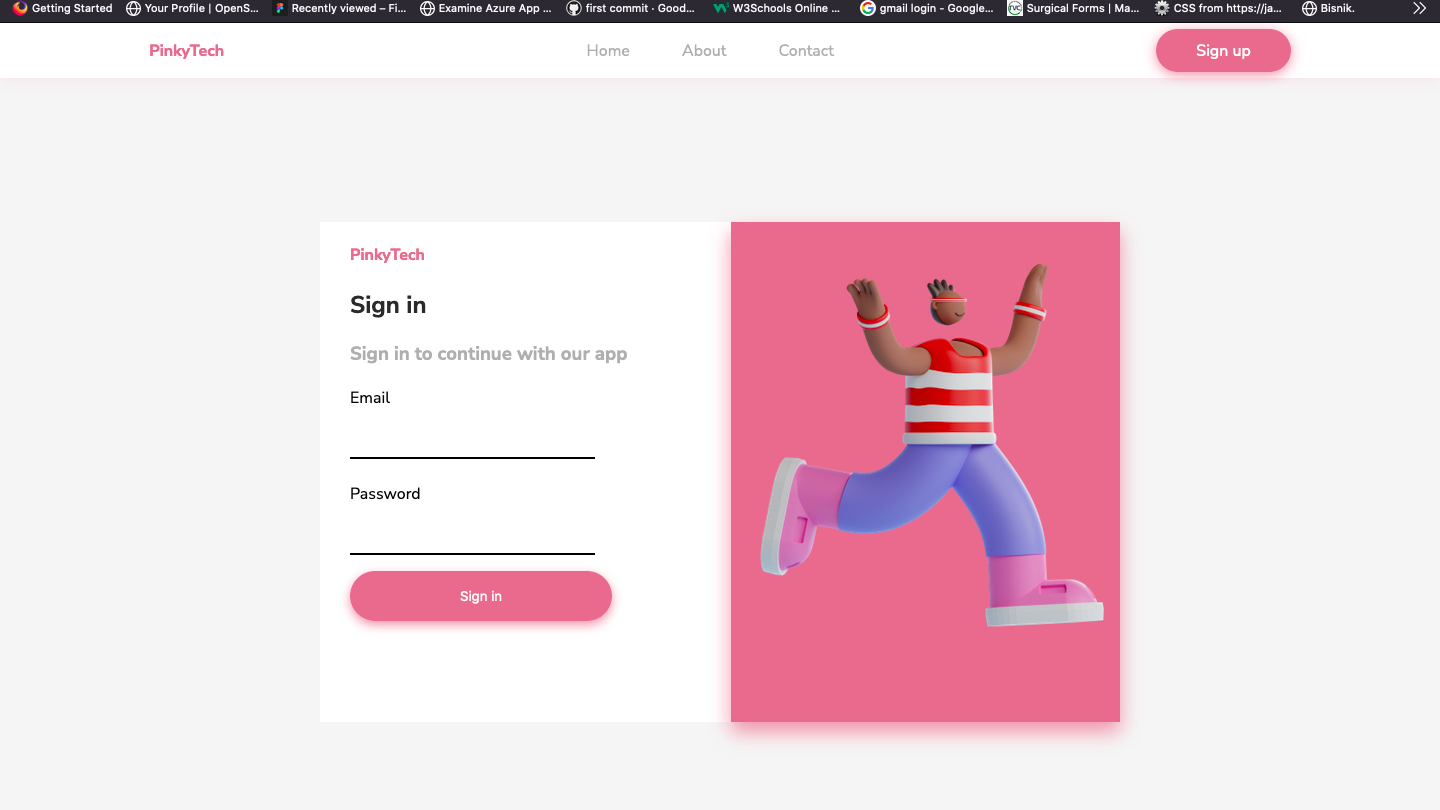 Getting Started Your Profile | OpenS... Recently viewed – Fi... Examine Azure App ... first commit · Good... W3Schools Online ... gmail login - Google... Surgical Forms | Ma... CSS from https://ja... Bisnik.
PinkyTech Home About Contact Sign up
PinkyTech
Sign in
Sign in to continue with our app
Email
Password
Sign in